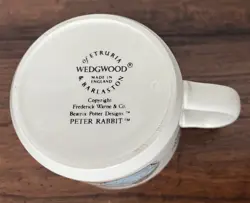 of ETRURIA
WEDGWOOD®
MADE IN
ENGLAND
& BARLASTON
Copyright
Frederick Warne & Co.
Beatrix Potter Designs™
PETER RABBIT™